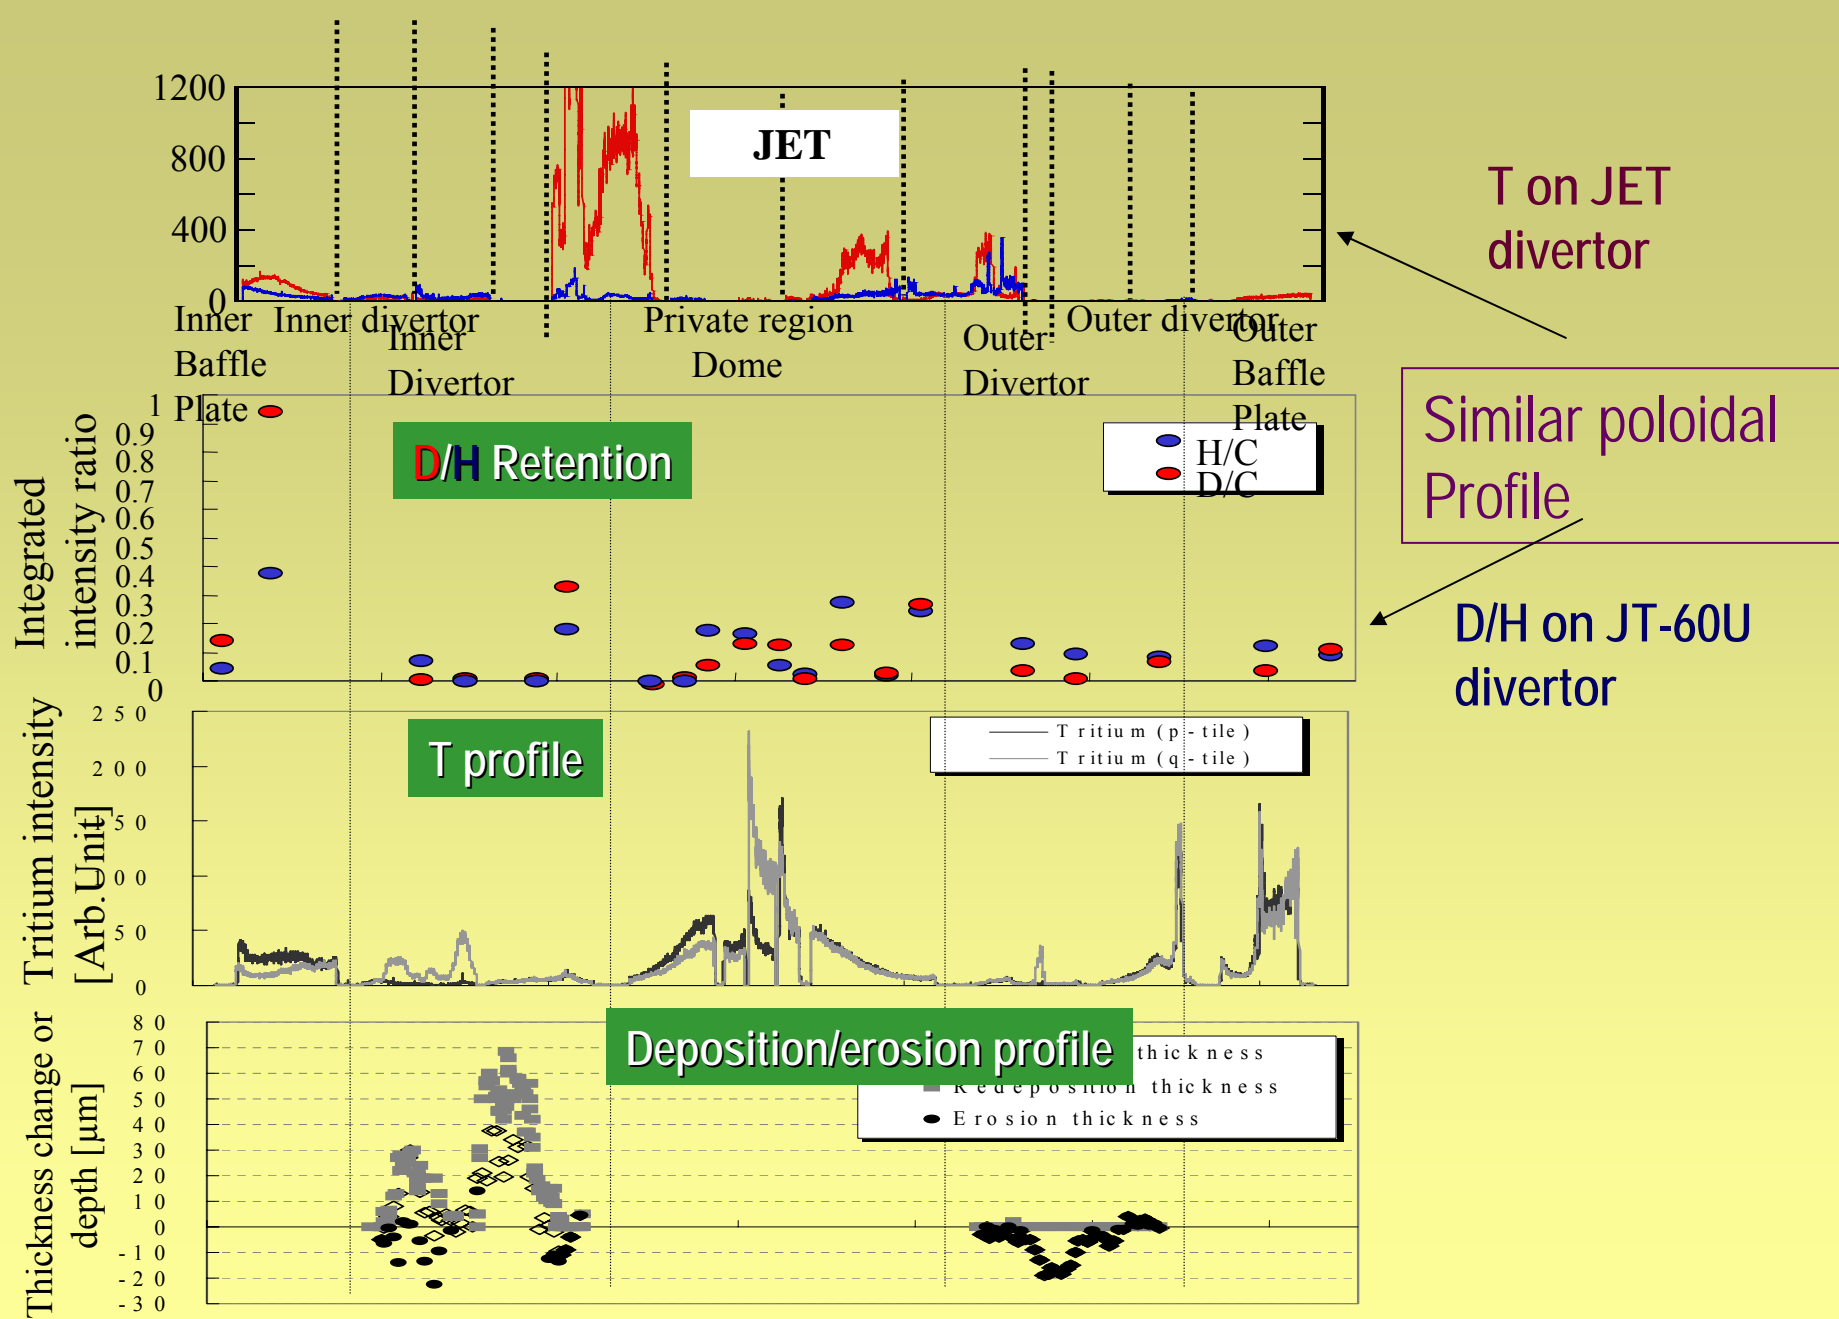 1200
800
400
0
JET
T on JET
divertor
Inner
Baffle
Plate
Inner divertor
Inner
Divertor
Private region
Dome
Outer
Divertor
Outer divertor
Outer
Baffle
Plate
Similar poloidal
Profile
D/H on JT-60U
divertor
Integrated
intensity ratio
1
0.9
0.8
0.7
0.6
0.5
0.4
0.3
0.2
0.1
0
D/H Retention
H/C
D/C
Tritium intensity
[Arb.Unit]
250
200
50
00
50
0
T profile
Tritium (p-tile)
Tritium (q-tile)
Thickness change or
depth [μm]
80
70
60
50
40
30
20
10
0
-10
-20
-30
Deposition/erosion profile
thickness
Redeposition thickness
Erosion thickness